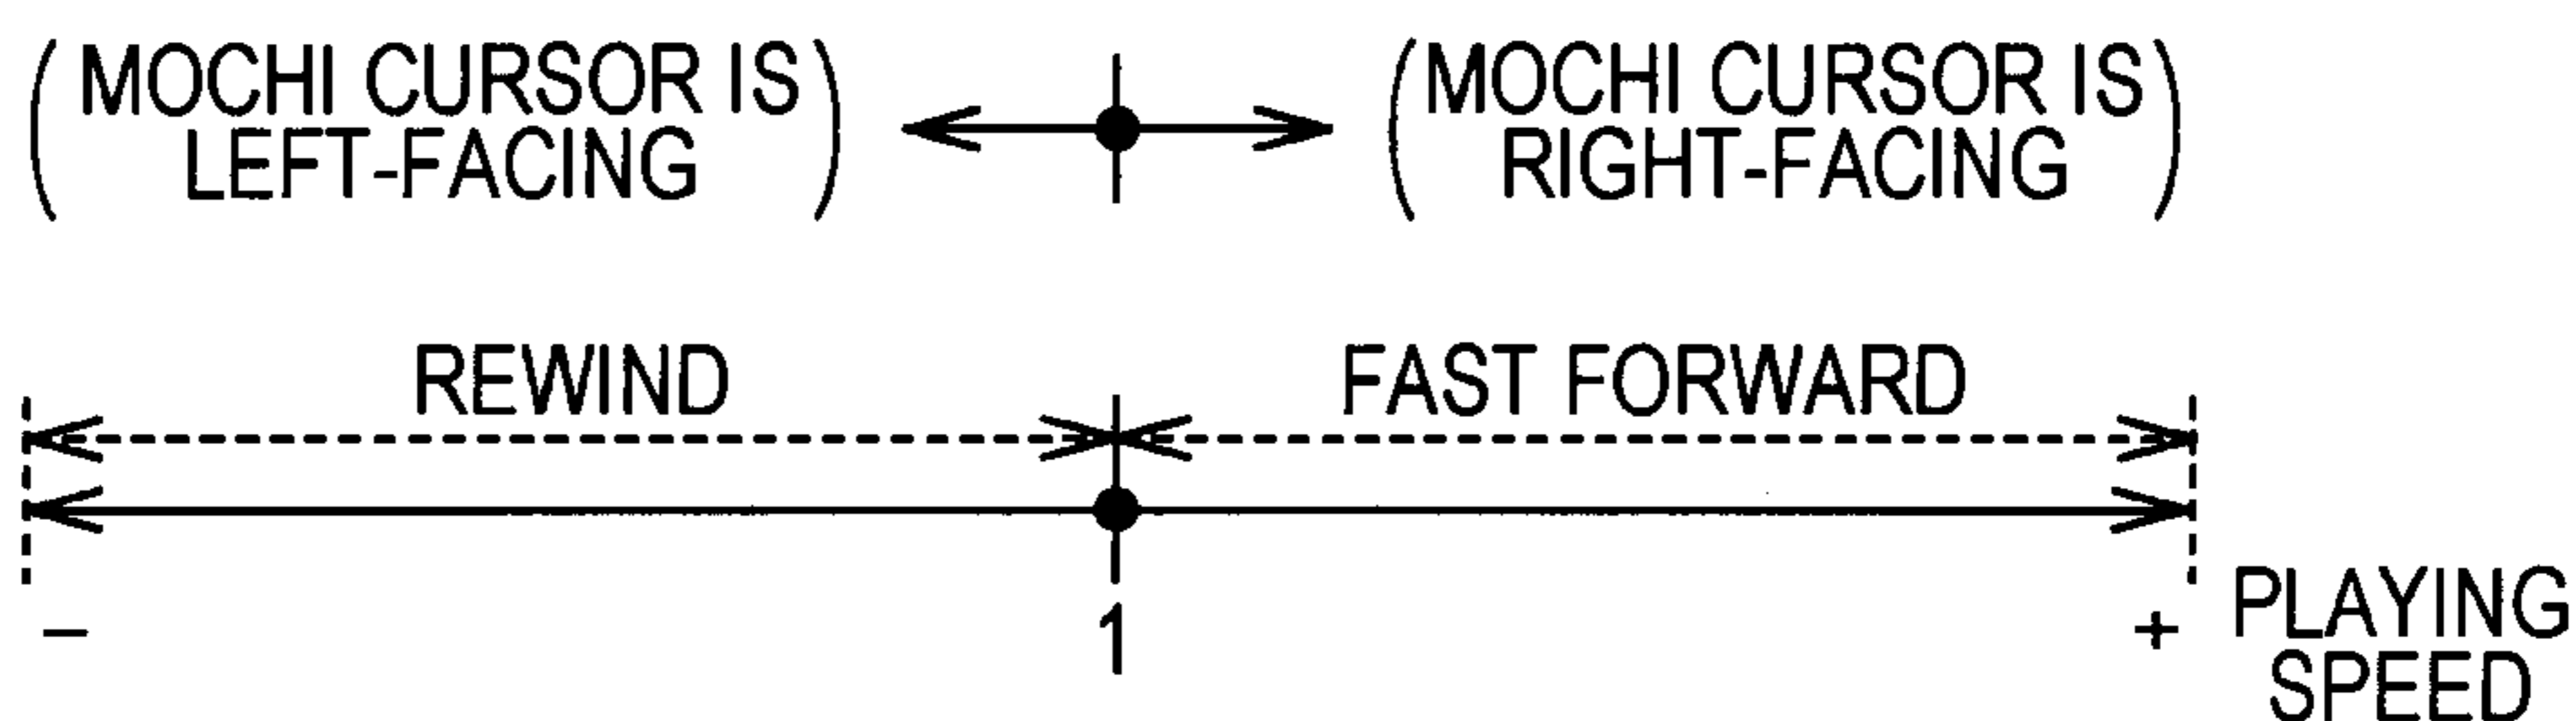 ( MOCHI CURSOR IS
LEFT-FACING )
( MOCHI CURSOR IS
RIGHT-FACING )
REWIND
FAST FORWARD
–
1
+
PLAYING
SPEED